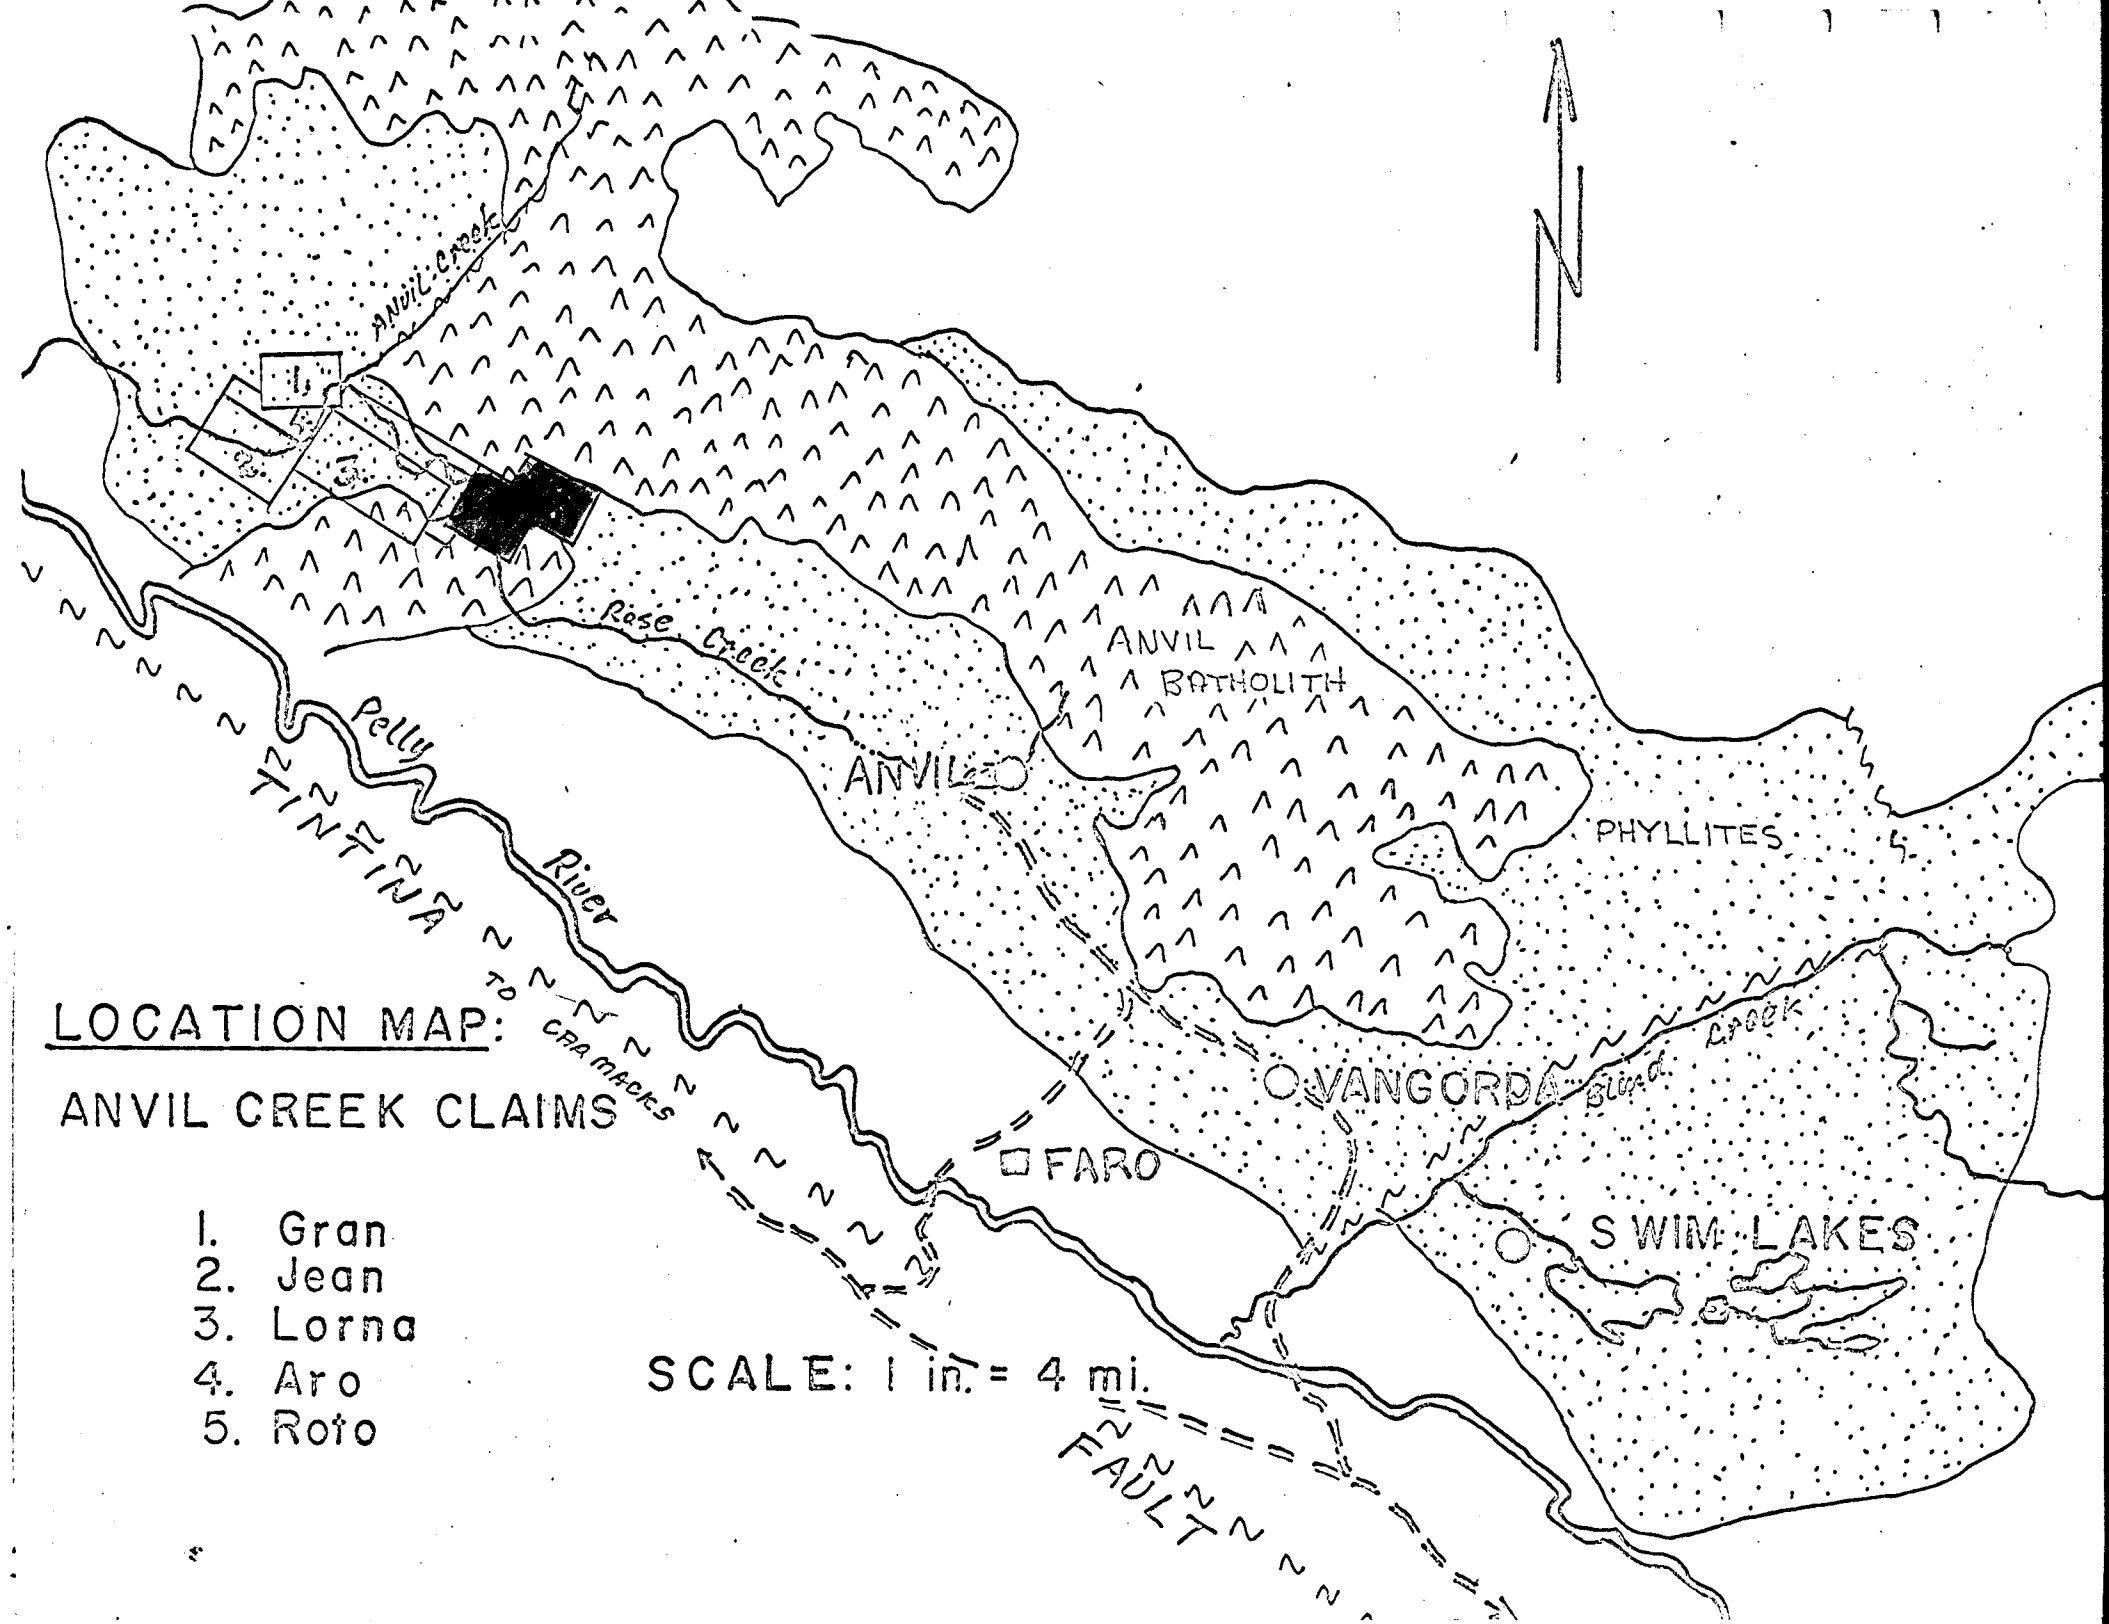 N
Anvil Creek
1
2
3
Rose Creek
ANVIL
BATHOLITH
Pelly
River
ANVIL
PHYLLITES
TINTINA
TO
CARMACKS
LOCATION MAP:
ANVIL CREEK CLAIMS
VANGORDA
Blind Creek
FARO
SWIM LAKES
1. Gran
2. Jean
3. Lorna
4. Aro
5. Roto
SCALE: 1 in. = 4 mi.
FAULT